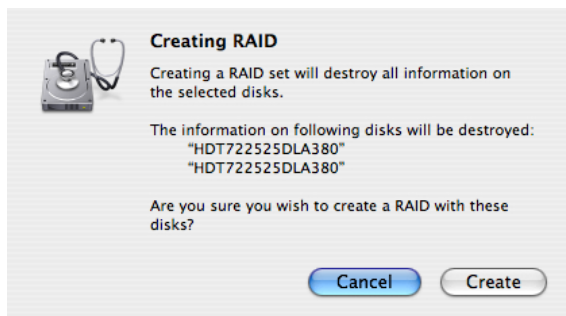 Creating RAID
Creating a RAID set will destroy all information on
the selected disks.
The information on following disks will be destroyed:
"HDT722525DLA380"
"HDT722525DLA380"
Are you sure you wish to create a RAID with these
disks?
Cancel Create